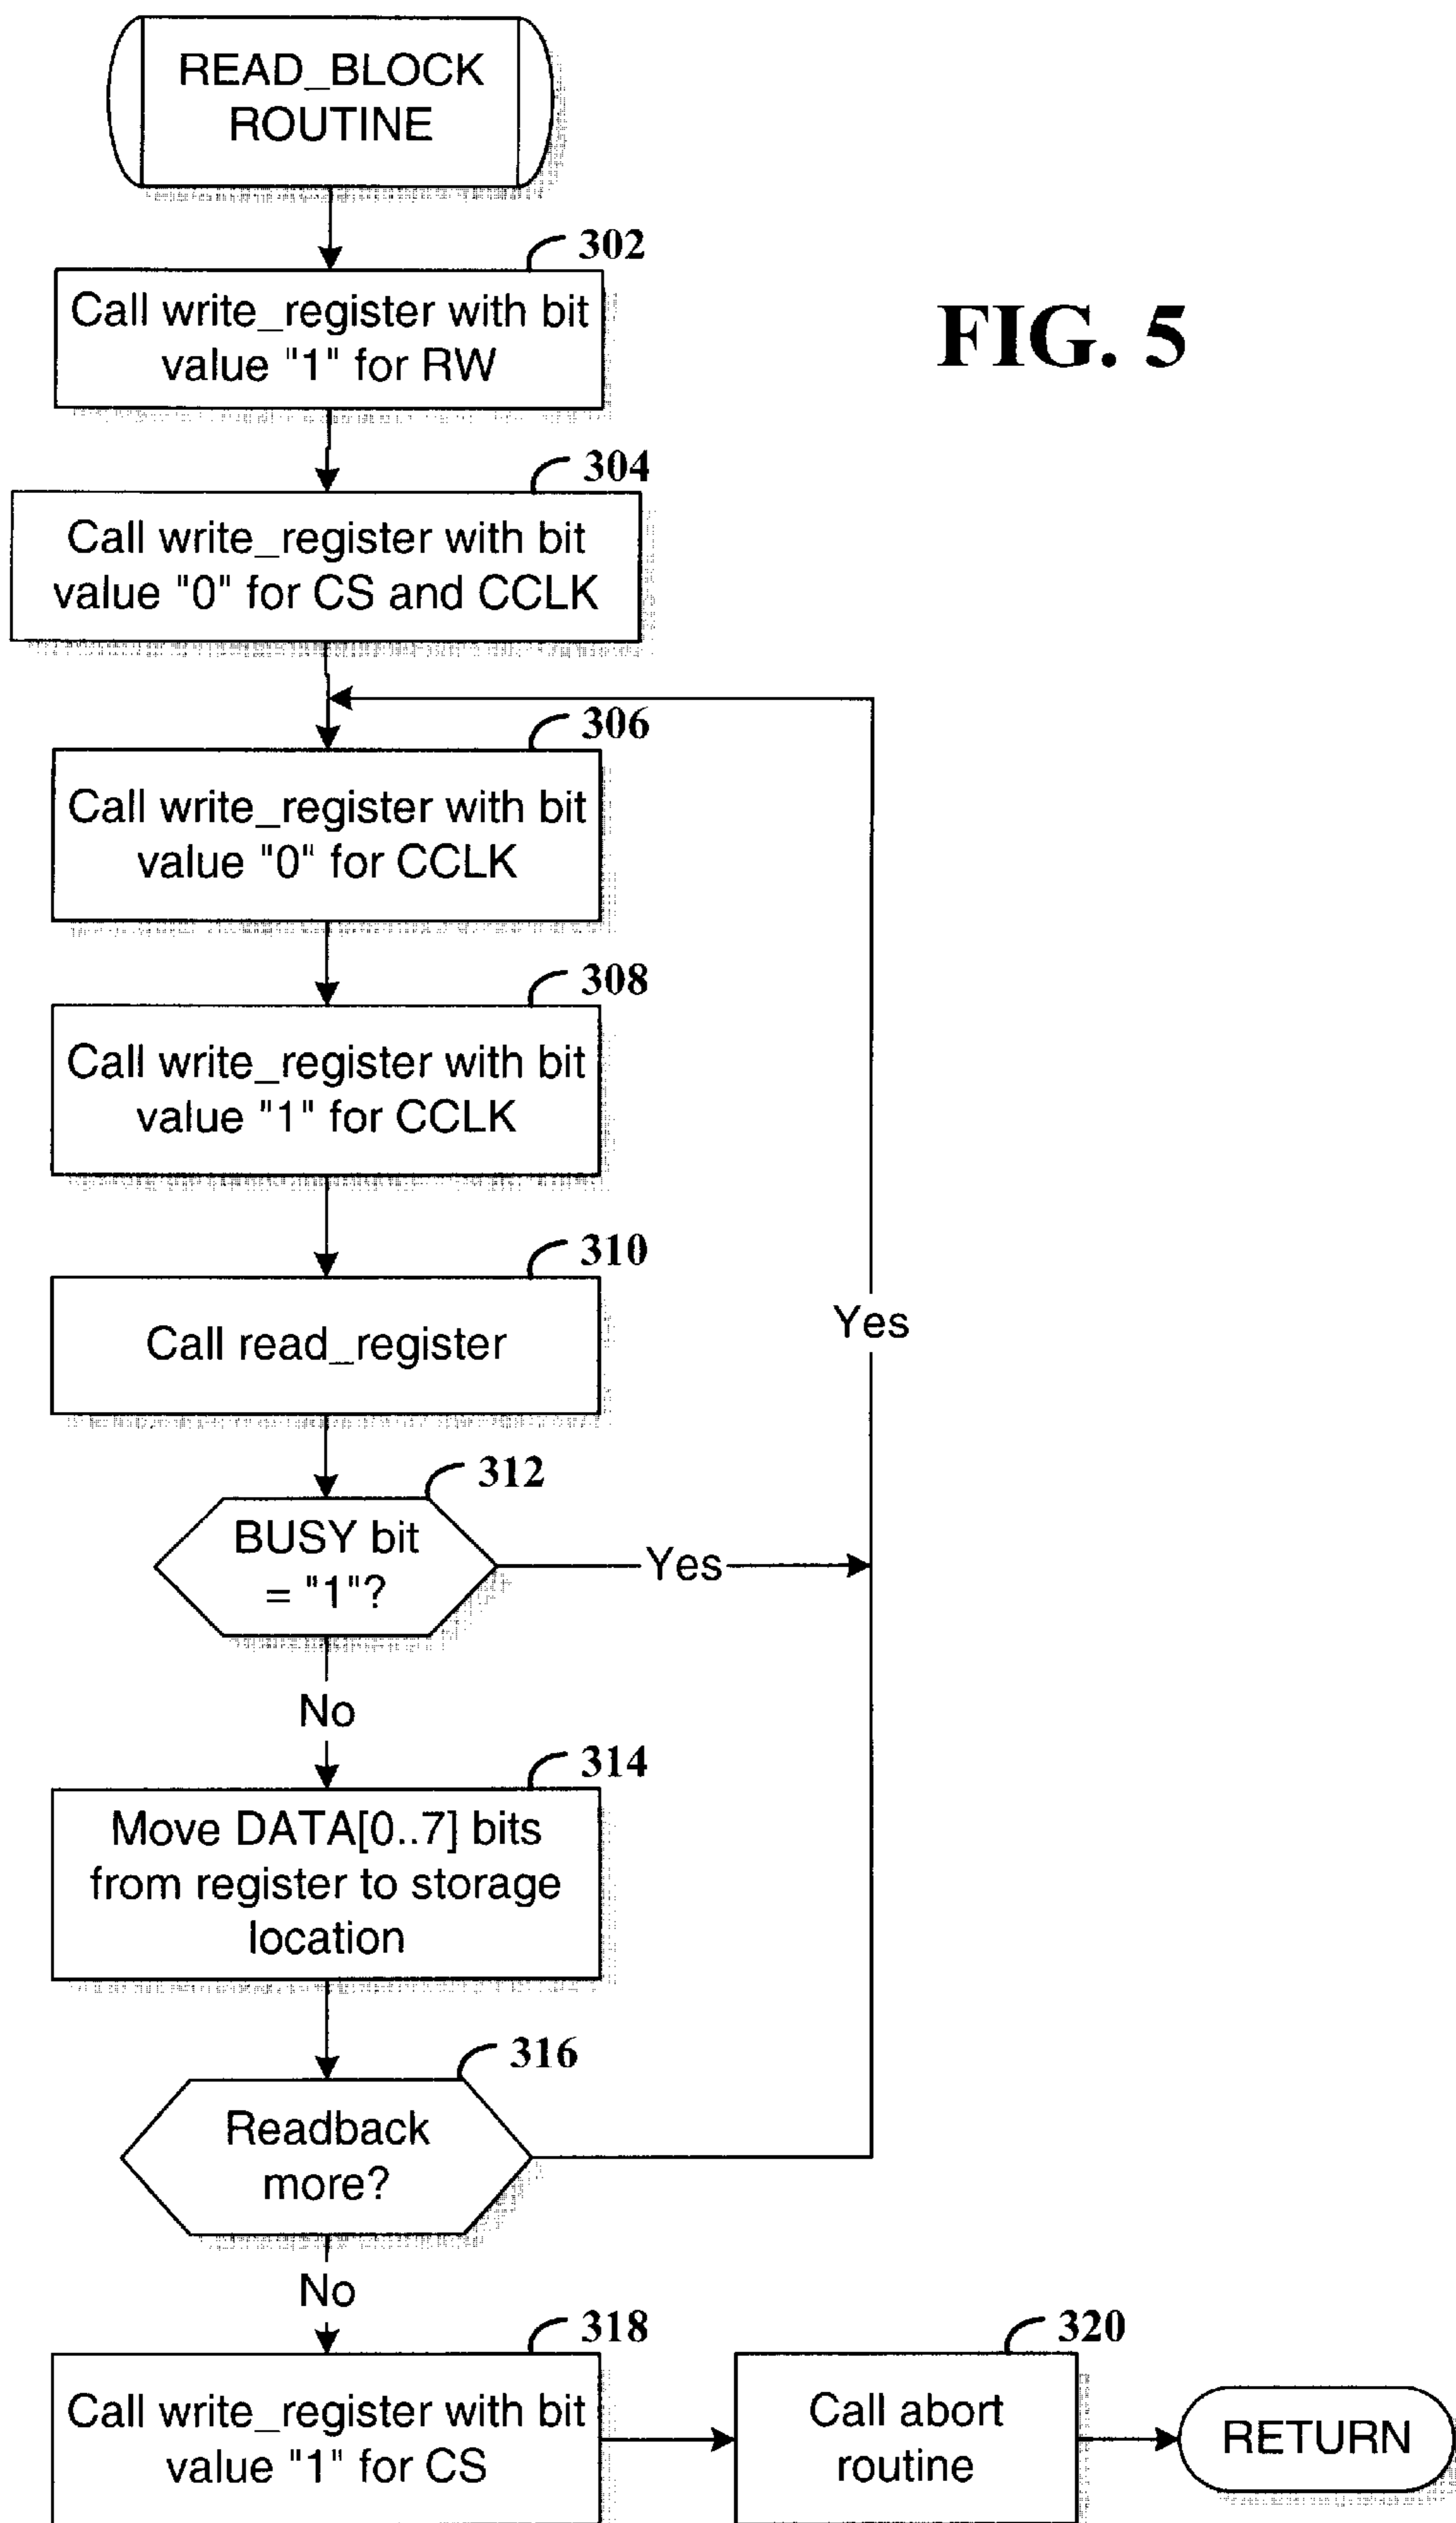 READ_BLOCK
ROUTINE
302
Call write_register with bit
value "1" for RW
FIG. 5
304
Call write_register with bit
value "0" for CS and CCLK
306
Call write_register with bit
value "0" for CCLK
308
Call write_register with bit
value "1" for CCLK
310
Call read_register
Yes
312
BUSY bit
= "1"?
Yes
No
314
Move DATA[0..7] bits
from register to storage
location
316
Readback
more?
No
318
Call write_register with bit
value "1" for CS
320
Call abort
routine
RETURN